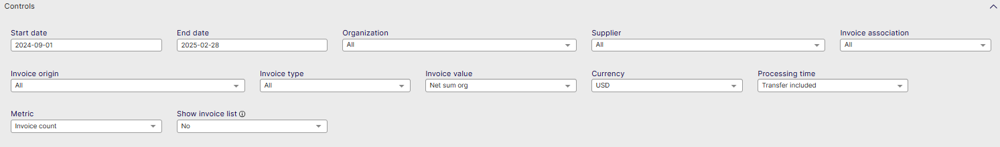 Controls
Start date End date Organization Supplier Invoice association
2024-09-01 2025-02-28 All All All
Invoice origin Invoice type Invoice value Currency Processing time
All All Net sum org USD Transfer included
Metric Show invoice list
Invoice count No